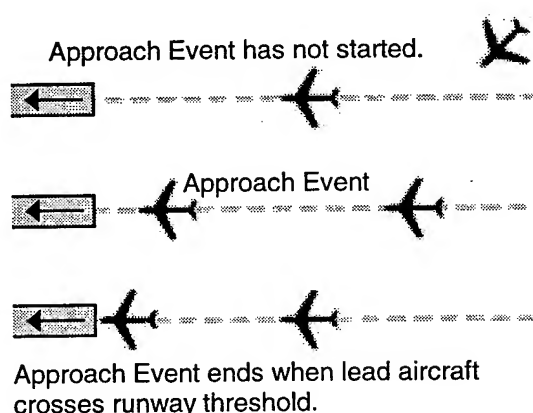 Approach Event has not started.
Approach Event
Approach Event ends when lead aircraft
crosses runway threshold.